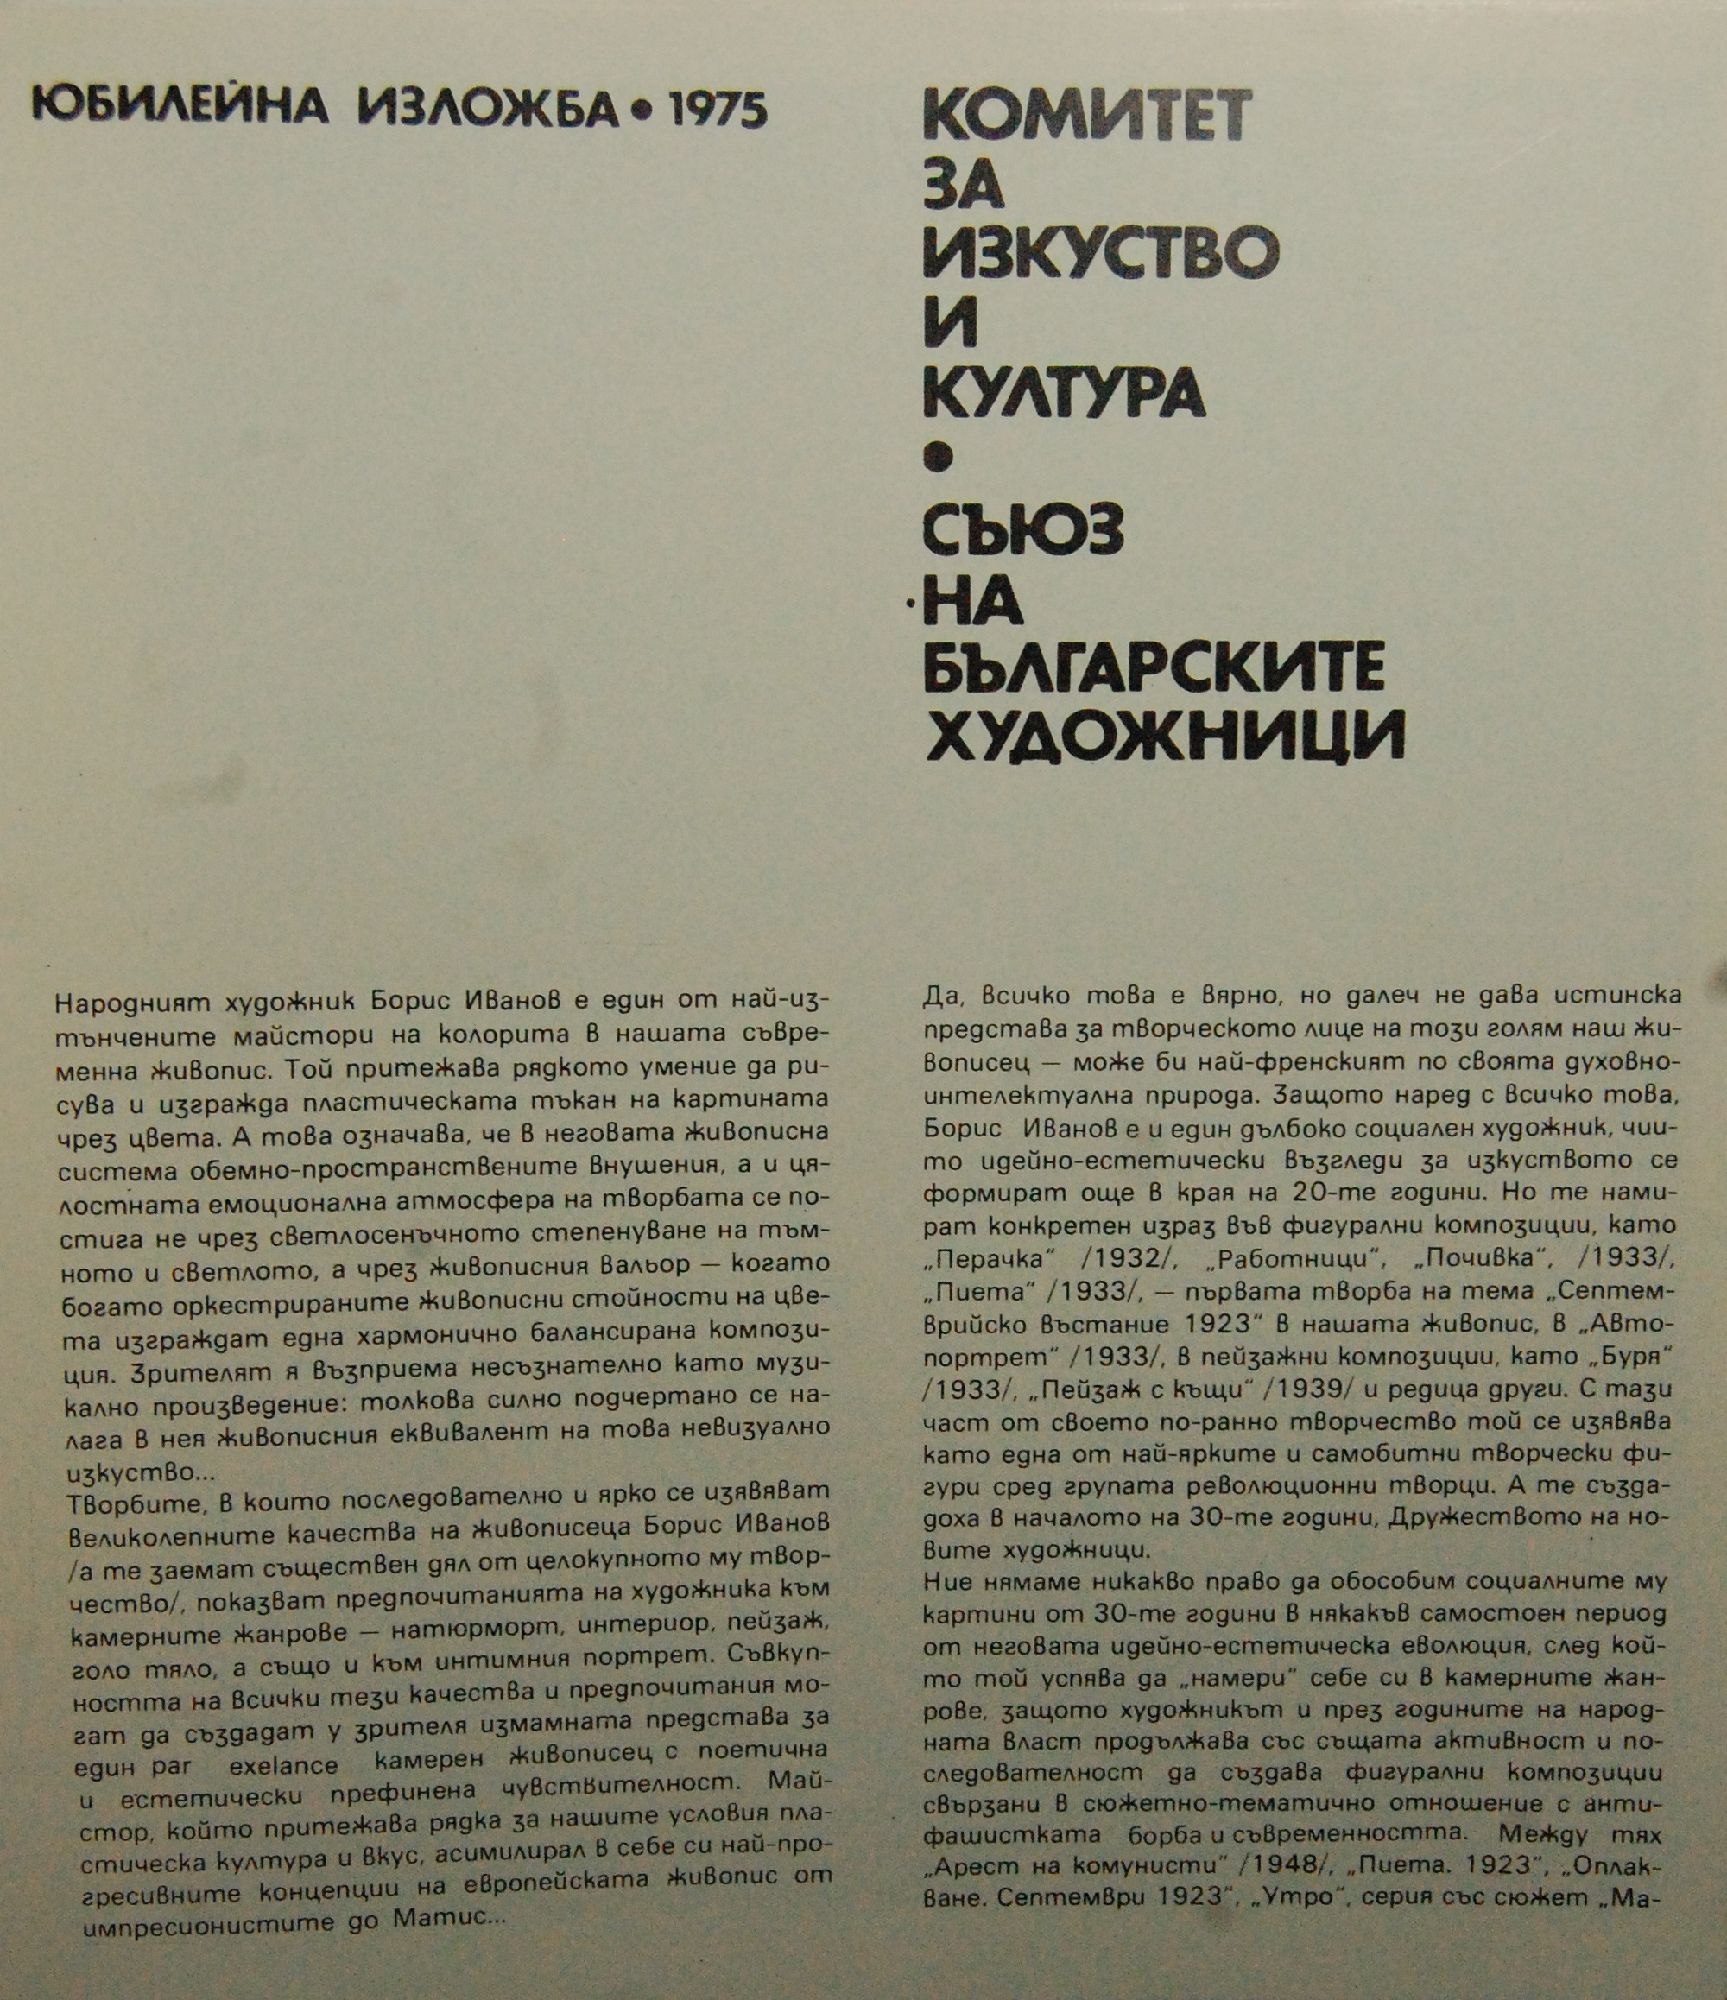 ЮБИЛЕЙНА ИЗЛОЖБА • 1975
Народният художник Борис Иванов е един от най-из-
тънчените майстори на колорита в нашата съвре-
менна живопис. Той притежава рядкото умение да ри-
сува и изгражда пластическата тъкан на картината
чрез цвета. А това означава, че в неговата живописна
система обемно-пространствените внушения, а и ця-
лостната емоционална атмосфера на творбата се по-
стига не чрез светлосенъчното степенуване на тъм-
ното и светлото, а чрез живописния вальор — когато
богато оркестрираните живописни стойности на цве-
та изграждат една хармонично балансирана компози-
ция. Зрителят я възприема несъзнателно като музи-
кално произведение: толкова силно подчертано се на-
лага в нея живописния еквивалент на това невизуално
изкуство...
Творбите, в които последователно и ярко се изявяват
великолепните качества на живописеца Борис Иванов
/а те заемат съществен дял от целокупното му твор-
чество/, показват предпочитанията на художника към
камерните жанрове — натюрморт, интериор, пейзаж,
голо тяло, а също и към интимния портрет. Съвкуп-
ността на всички тези качества и предпочитания мо-
гат да създадат у зрителя измамната представа за
един par exelance камерен живописец с поетична
и естетически префинена чувствителност. Май-
стор, който притежава рядка за нашите условия пла-
стическа култура и вкус, асимилирал в себе си най-про-
гресивните концепции на европейската живопис от
импресионистите до Матис...
КОМИТЕТ
ЗА
ИЗКУСТВО
И
КУЛТУРА
•
СЪЮЗ
НА
БЪЛГАРСКИТЕ
ХУДОЖНИЦИ
Да, всичко това е вярно, но далеч не дава истинска
представа за творческото лице на този голям наш жи-
вописец — може би най-френският по своята духовно-
интелектуална природа. Защото наред с всичко това,
Борис Иванов е и един дълбоко социален художник, чии-
то идейно-естетически възгледи за изкуството се
формират още в края на 20-те години. Но те нами-
рат конкретен израз във фигурални композиции, като
„Перачка“ /1932/, „Работници“, „Почивка“, /1933/,
„Пиета“ /1933/, — първата творба на тема „Септем-
врийско въстание 1923“ в нашата живопис, в „Авто-
портрет“ /1933/, в пейзажни композиции, като „Буря“
/1933/, „Пейзаж с къщи“ /1939/ и редица други. С тази
част от своето по-ранно творчество той се изявява
като една от най-ярките и самобитни творчески фи-
гури сред групата революционни творци. А те създа-
доха в началото на 30-те години, Дружеството на но-
вите художници.
Ние нямаме никакво право да обособим социалните му
картини от 30-те години в някакъв самостоен период
от неговата идейно-естетическа еволюция, след кой-
то той успява да „намери“ себе си в камерните жан-
рове, защото художникът и през годините на народ-
ната власт продължава със същата активност и по-
следователност да създава фигурални композиции
свързани в сюжетно-тематично отношение с анти-
фашистката борба и съвременността. Между тях
„Арест на комунисти“ /1948/, „Пиета. 1923“, „Оплак-
ване. Септември 1923“, „Утро“, серия със сюжет „Ма-